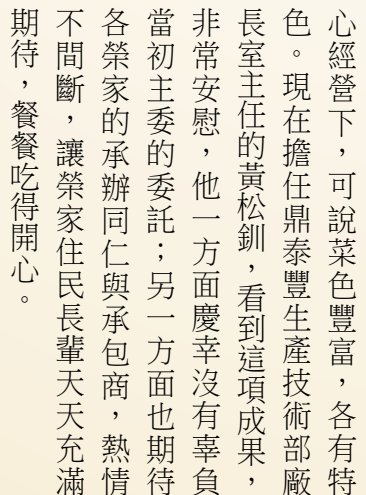 心經營下，可說菜色豐富，各有特
色。現在擔任鼎泰豐生產技術部廠
長室主任的黃松釧，看到這項成果，
非常安慰，他一方面慶幸沒有辜負
當初主委的委託；另一方面也期待
各榮家的承辦同仁與承包商，熱情
不間斷，讓榮家住民長輩天天充滿
期待，餐餐吃得開心。